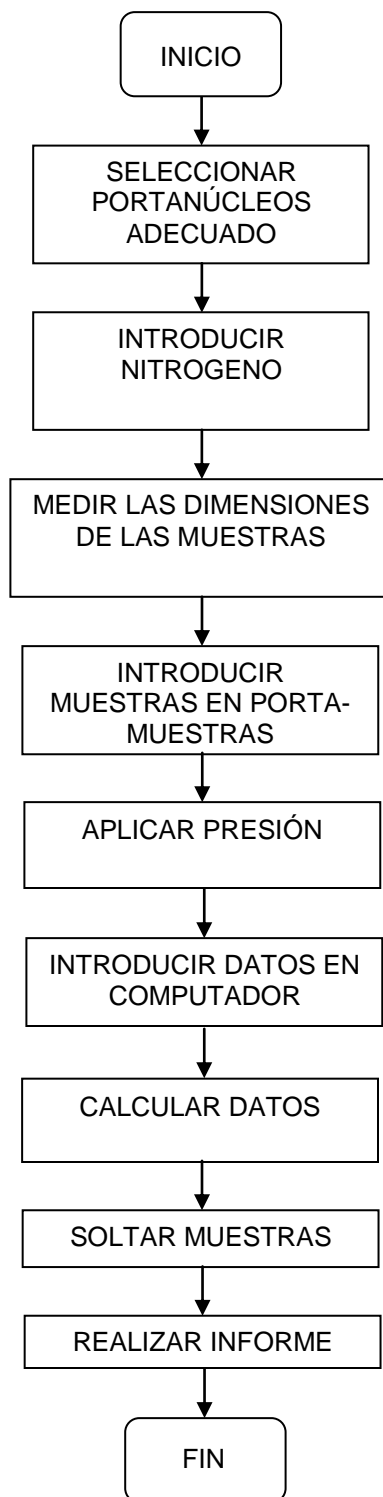 INICIO
SELECCIONAR
PORTANÚCLEOS
ADECUADO
INTRODUCIR
NITROGENO
MEDIR LAS DIMENSIONES
DE LAS MUESTRAS
INTRODUCIR
MUESTRAS EN PORTA-
MUESTRAS
APLICAR PRESIÓN
INTRODUCIR DATOS EN
COMPUTADOR
CALCULAR DATOS
SOLTAR MUESTRAS
REALIZAR INFORME
FIN